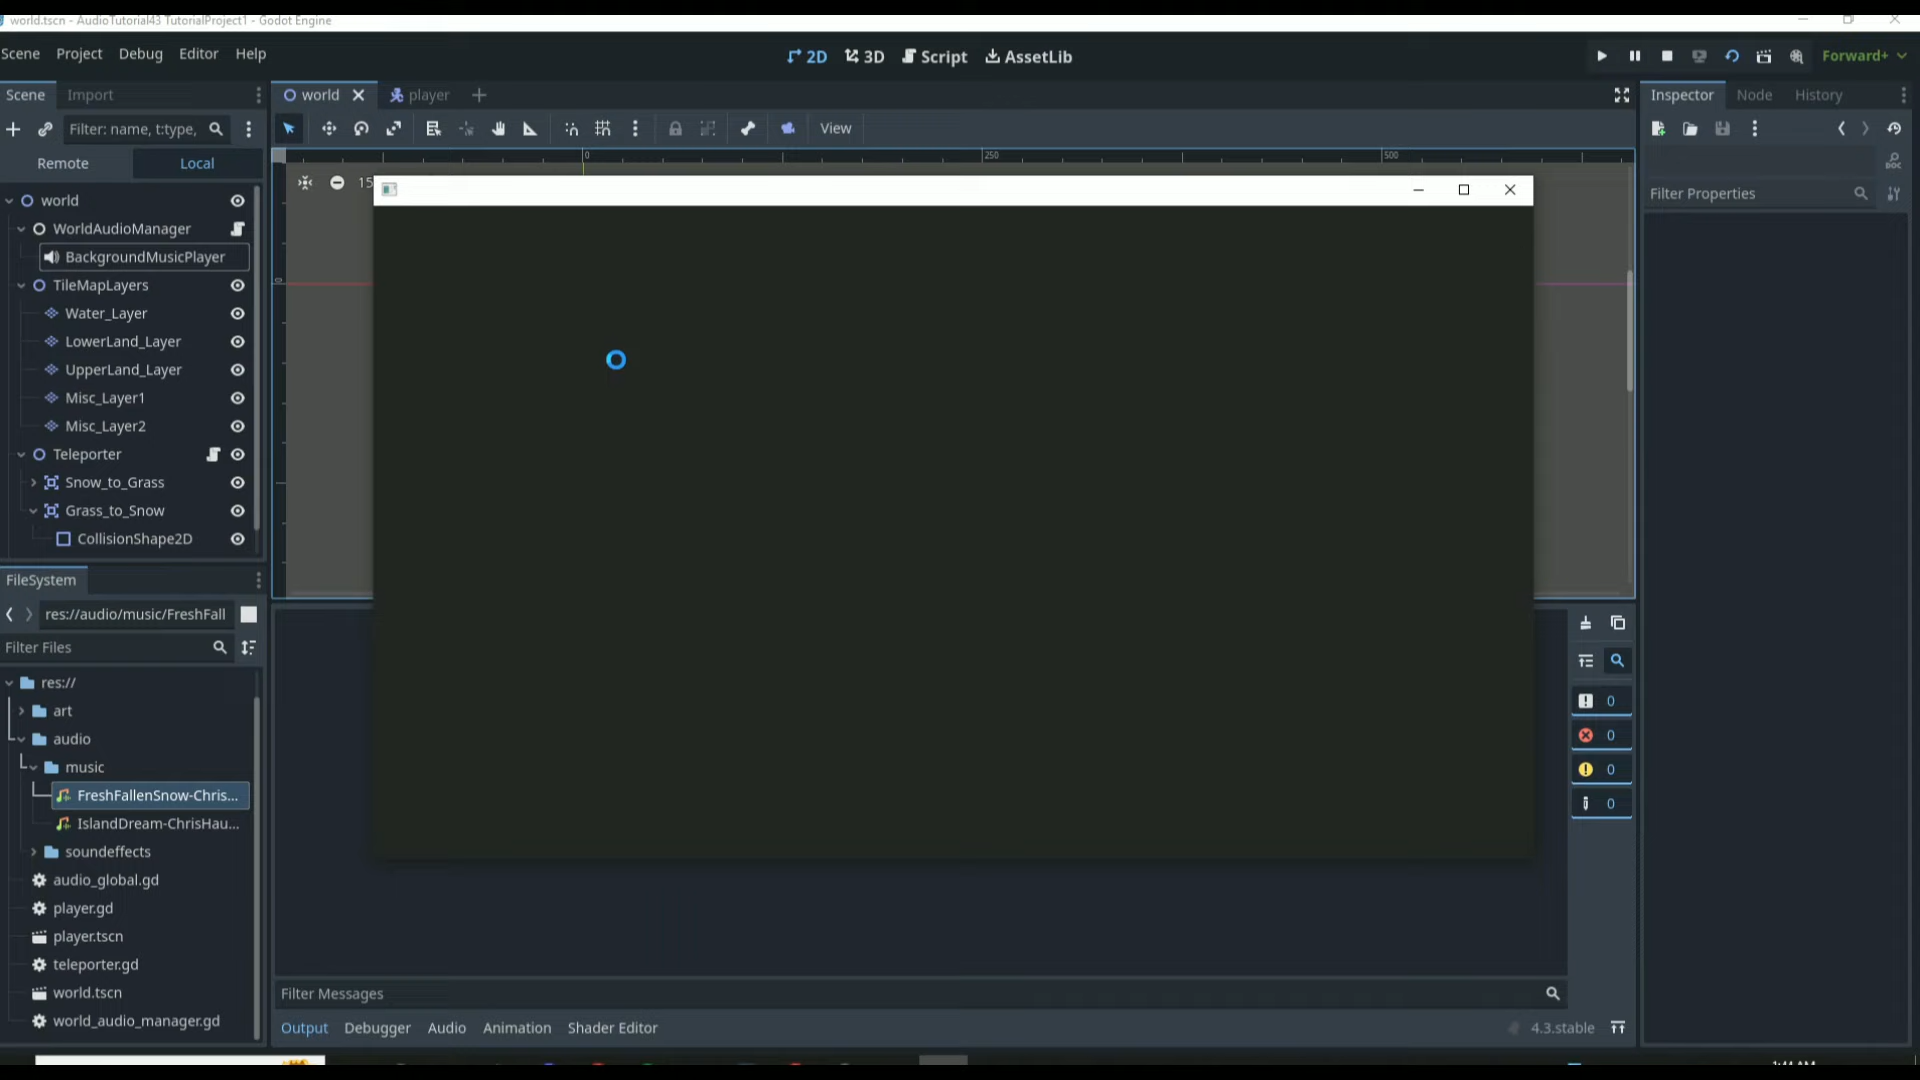 world.tscn - AudioTutorial43 TutorialProject1 - Godot Engine
Scene Project Debug Editor Help
2D 3D Script AssetLib
Forward+
Scene Import
world player
Inspector Node History
Filter: name, t:type,
View
Remote Local
0 250 500
15
Filter Properties
world
WorldAudioManager
BackgroundMusicPlayer
TileMapLayers
Water_Layer
LowerLand_Layer
UpperLand_Layer
Misc_Layer1
Misc_Layer2
Teleporter
Snow_to_Grass
Grass_to_Snow
CollisionShape2D
FileSystem
res://audio/music/FreshFall
Filter Files
res://
art
audio
music
FreshFallenSnow-Chris...
IslandDream-ChrisHau...
soundeffects
audio_global.gd
player.gd
player.tscn
teleporter.gd
world.tscn
world_audio_manager.gd
0
0
0
0
Filter Messages
Output Debugger Audio Animation Shader Editor
4.3.stable